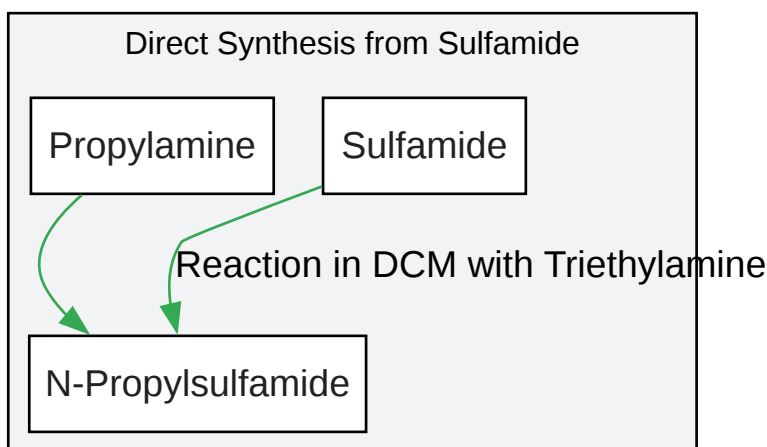 Direct Synthesis from Sulfamide
Propylamine
Sulfamide
Reaction in DCM with Triethylamine
N-Propylsulfamide